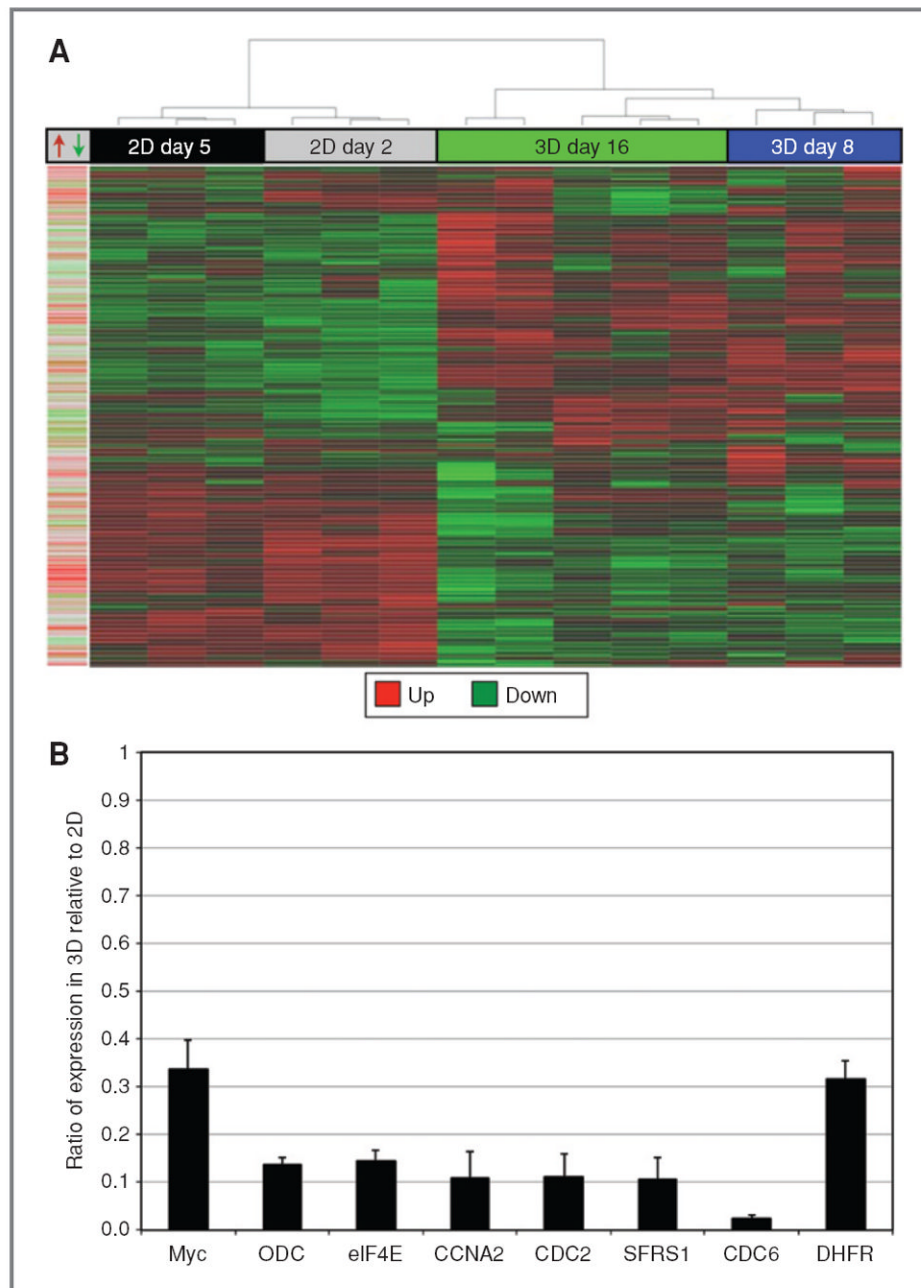 A
2D day 5 2D day 2 3D day 16 3D day 8
Up Down
B
Ratio of expression in 3D relative to 2D
1
0.9
0.8
0.7
0.6
0.5
0.4
0.3
0.2
0.1
0.0
Myc ODC eIF4E CCNA2 CDC2 SFRS1 CDC6 DHFR